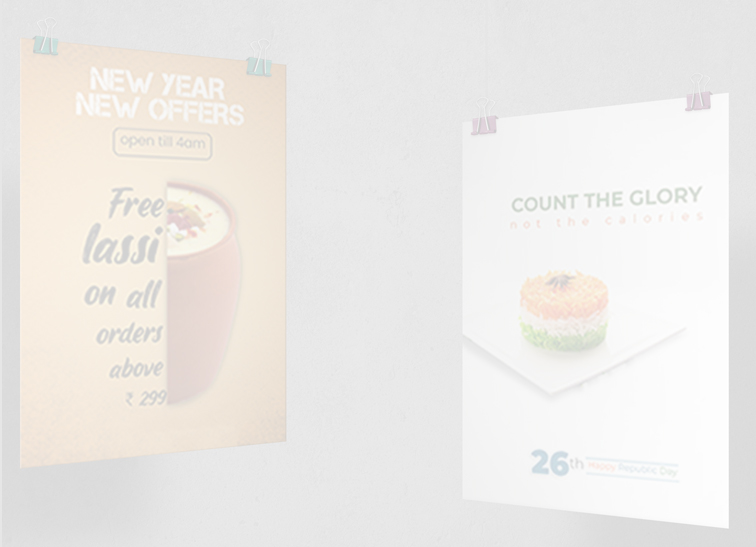 NEW YEAR
NEW OFFERS
open till 4am
Free
lassi
on all
orders
above
₹ 299
COUNT THE GLORY
not the calories
26th Happy Republic Day